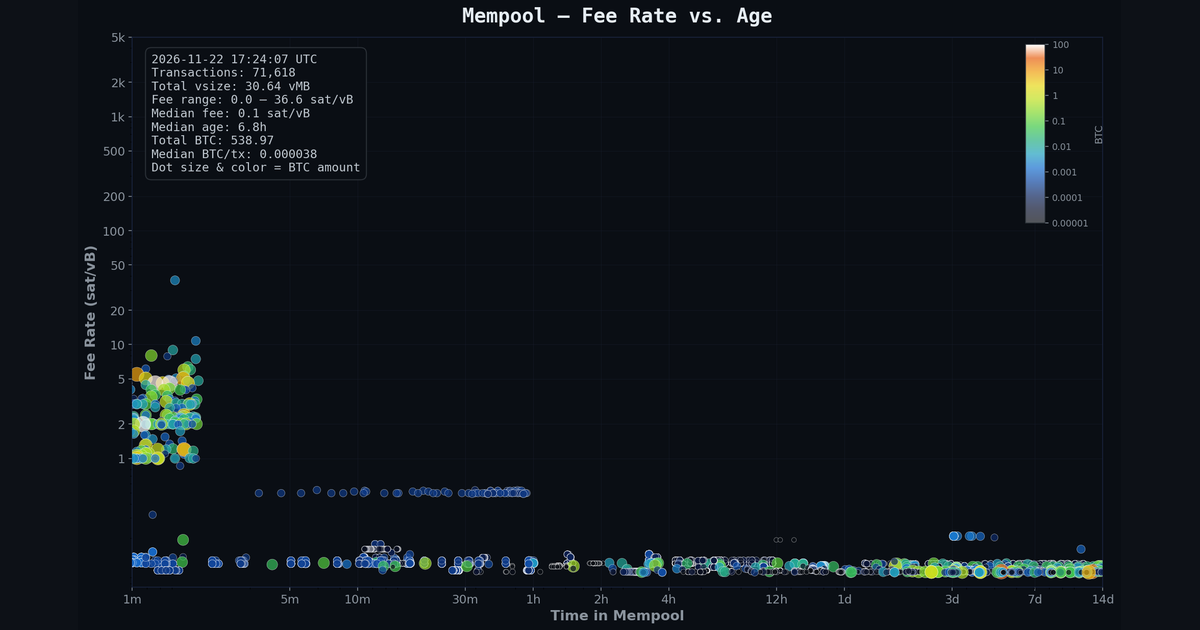 Mempool — Fee Rate vs. Age
2026-11-22 17:24:07 UTC
Transactions: 71,618
Total vsize: 30.64 vMB
Fee range: 0.0 — 36.6 sat/vB
Median fee: 0.1 sat/vB
Median age: 6.8h
Total BTC: 538.97
Median BTC/tx: 0.000038
Dot size & color = BTC amount
Fee Rate (sat/vB)
5k
2k
1k
500
200
100
50
20
10
5
2
1
100
10
1
0.1
0.01
0.001
0.0001
0.00001
BTC
1m 5m 10m 30m 1h 2h 4h 12h 1d 3d 7d 14d
Time in Mempool